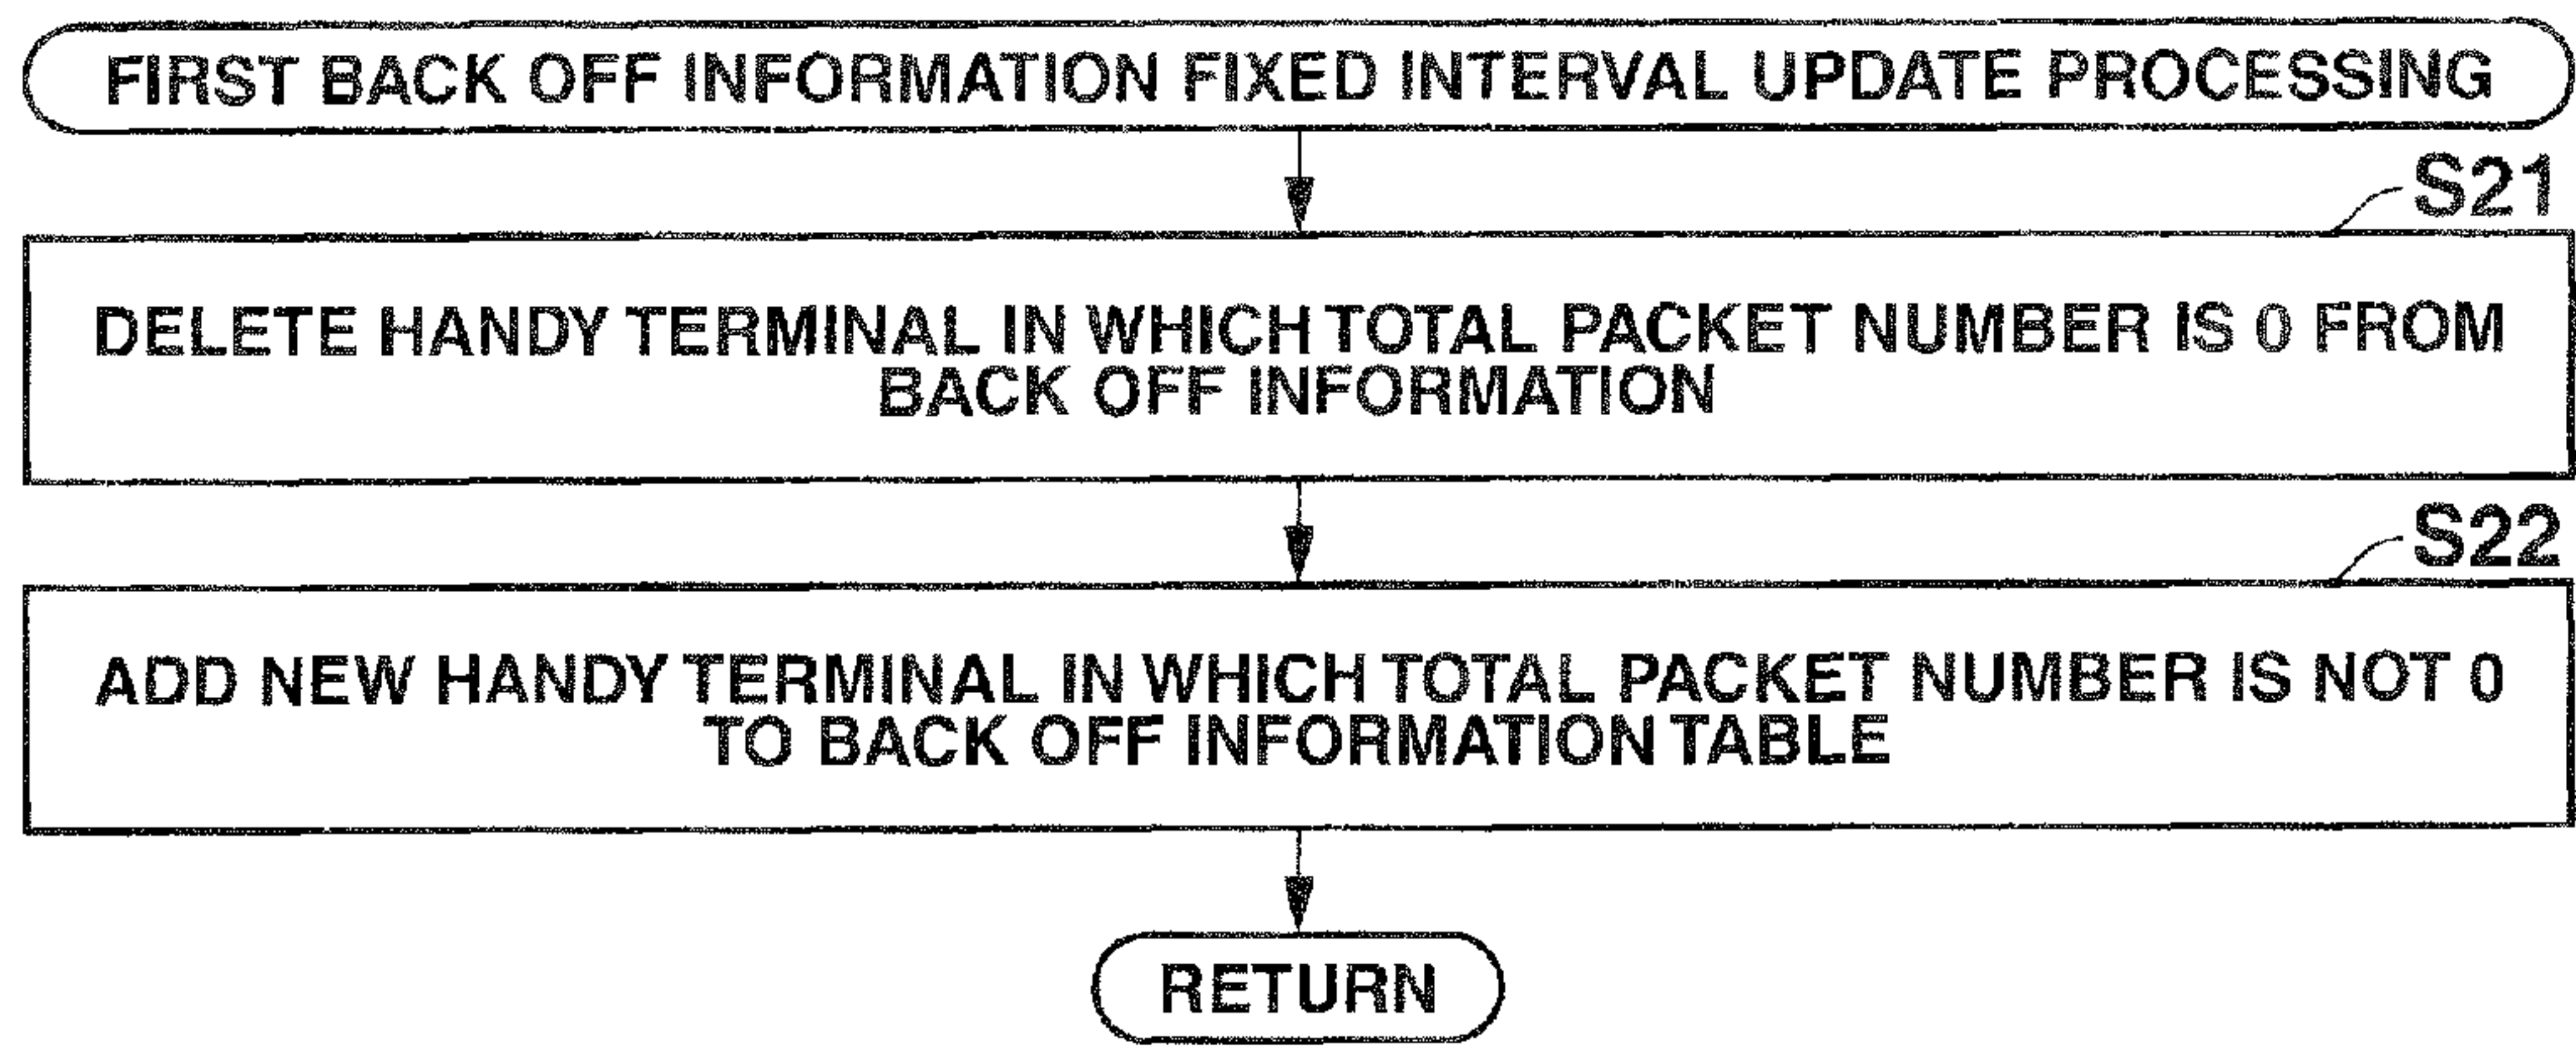 FIRST BACK OFF INFORMATION FIXED INTERVAL UPDATE PROCESSING
S21
DELETE HANDY TERMINAL IN WHICH TOTAL PACKET NUMBER IS 0 FROM
BACK OFF INFORMATION
S22
ADD NEW HANDY TERMINAL IN WHICH TOTAL PACKET NUMBER IS NOT 0
TO BACK OFF INFORMATION TABLE
RETURN